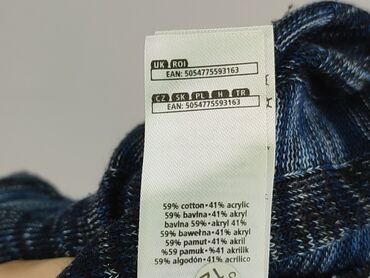 UK ROI
EAN: 5054775593163
CZ SK PL H TR
EAN: 5054775593163
59% cotton•41% acrylic
59% bavlna•41% akryl
bavlna 59%•akryl 41%
59% bawełna•41% akryl
59% pamut•41% akril
%59 pamuk•%41 akrilik
59% algodón•41% acrílico